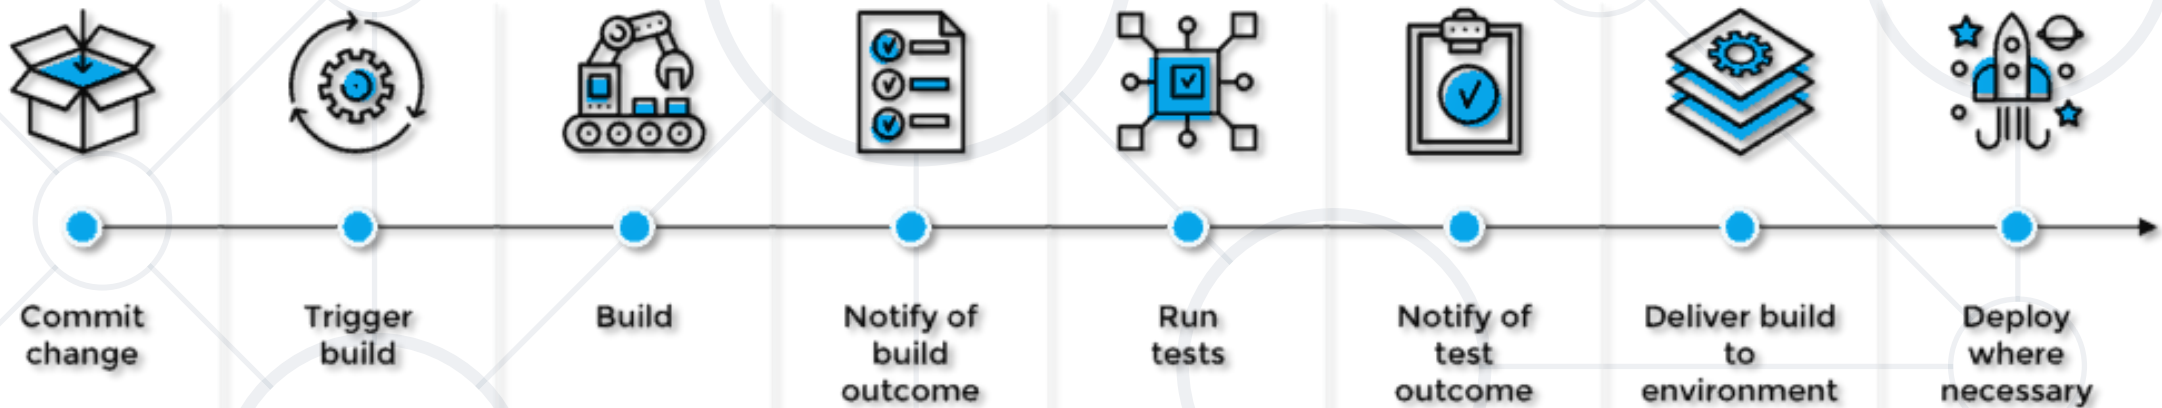 Commit
change
Trigger
build
Build
Notify of
build
outcome
Run
tests
Notify of
test
outcome
Deliver build
to
environment
Deploy
where
necessary